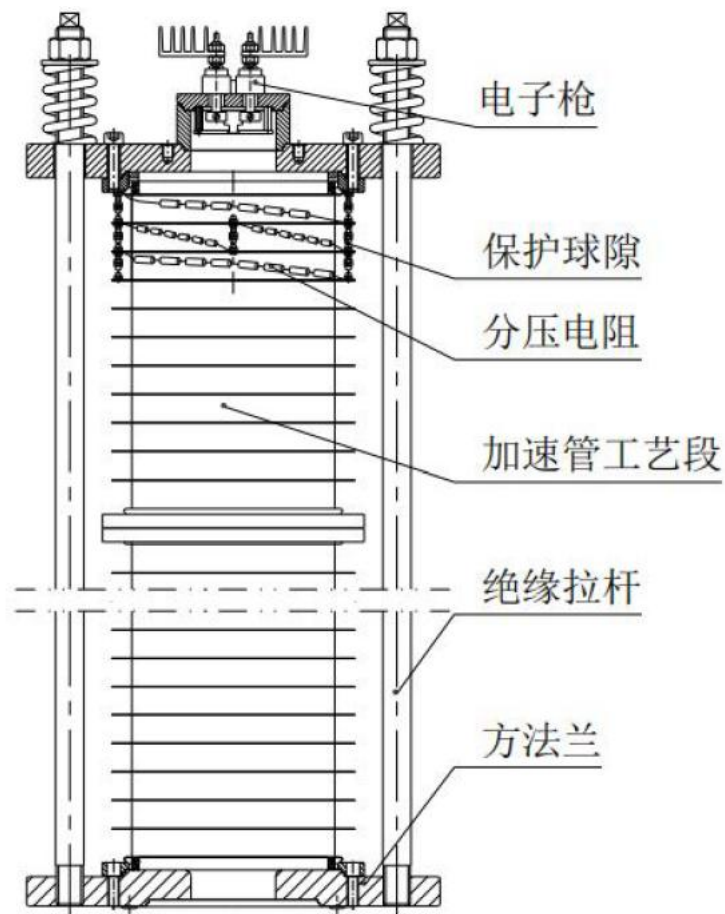 电子枪
保护球隙
分压电阻
加速管工艺段
绝缘拉杆
方法兰